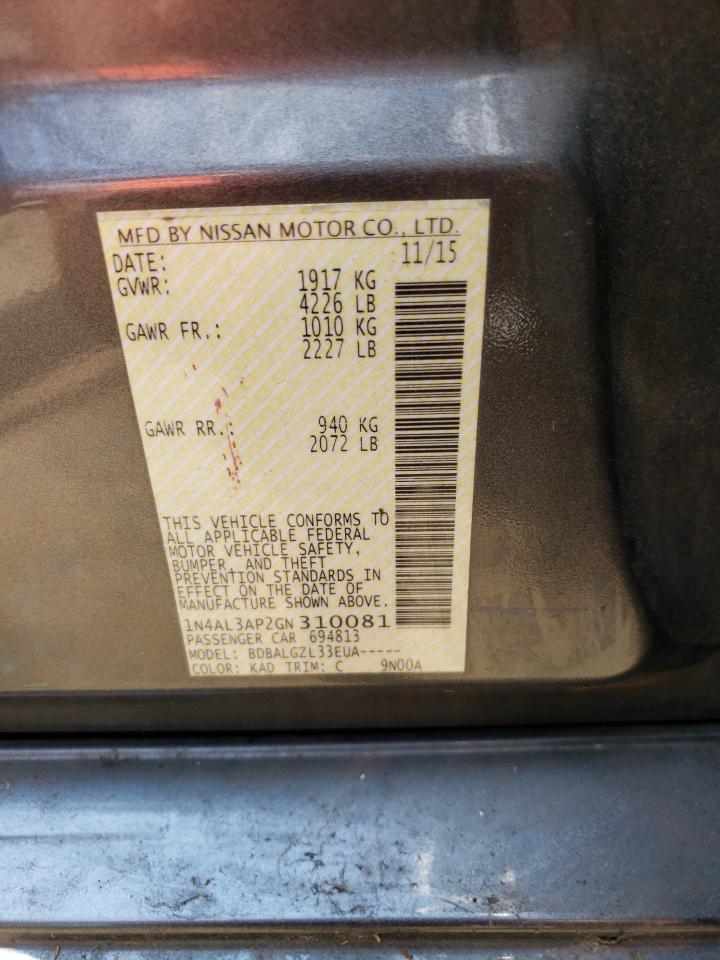 MFD BY NISSAN MOTOR CO., LTD.
DATE: 11/15
GVWR: 1917 KG
4226 LB
GAWR FR.: 1010 KG
2227 LB
GAWR RR.: 940 KG
2072 LB
THIS VEHICLE CONFORMS TO
ALL APPLICABLE FEDERAL
MOTOR VEHICLE SAFETY,
BUMPER, AND THEFT
PREVENTION STANDARDS IN
EFFECT ON THE DATE OF
MANUFACTURE SHOWN ABOVE.
1N4AL3AP2GN310081
PASSENGER CAR 694813
MODEL: BDBALGZL33EUA-----
COLOR: KAD TRIM: C 9N00A